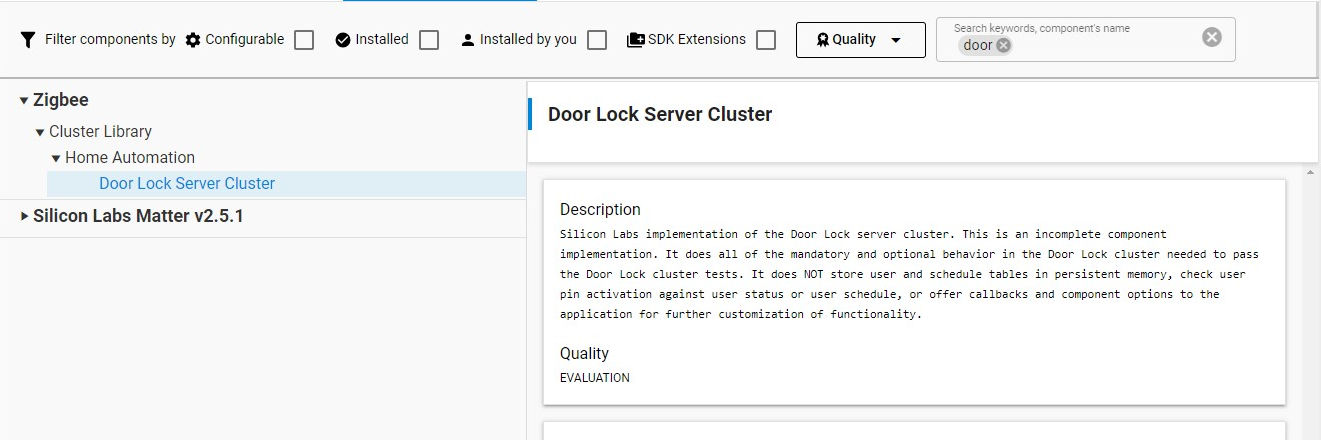 Filter components by Configurable Installed Installed by you SDK Extensions Quality Search keywords, component's name
door
Zigbee
Cluster Library
Home Automation
Door Lock Server Cluster
Silicon Labs Matter v2.5.1
Door Lock Server Cluster
Description
Silicon Labs implementation of the Door Lock server cluster. This is an incomplete component
implementation. It does all of the mandatory and optional behavior in the Door Lock cluster needed to pass
the Door Lock cluster tests. It does NOT store user and schedule tables in persistent memory, check user
pin activation against user status or user schedule, or offer callbacks and component options to the
application for further customization of functionality.
Quality
EVALUATION